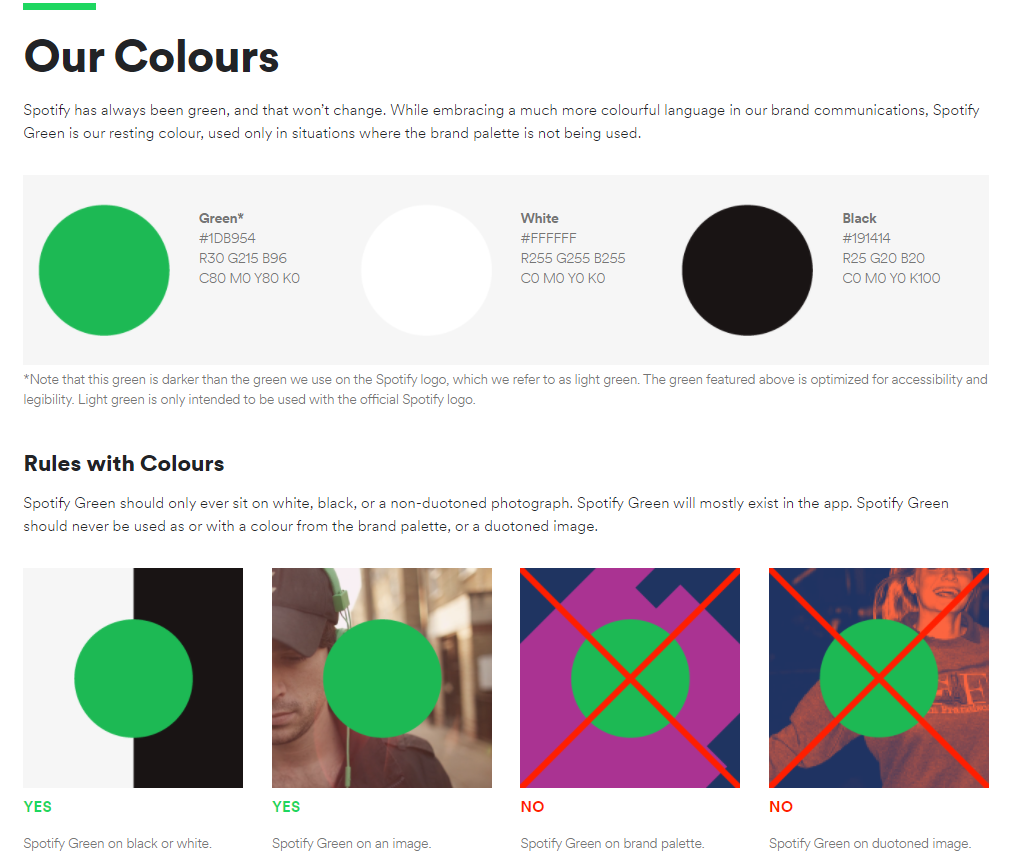 Our Colours
Spotify has always been green, and that won't change. While embracing a much more colourful language in our brand communications, Spotify
Green is our resting colour, used only in situations where the brand palette is not being used.
Green*
#1DB954
R30 G215 B96
C80 M0 Y80 K0
White
#FFFFFF
R255 G255 B255
C0 M0 Y0 K0
Black
#191414
R25 G20 B20
C0 M0 Y0 K100
*Note that this green is darker than the green we use on the Spotify logo, which we refer to as light green. The green featured above is optimized for accessibility and
legibility. Light green is only intended to be used with the official Spotify logo.
Rules with Colours
Spotify Green should only ever sit on white, black, or a non-duotoned photograph. Spotify Green will mostly exist in the app. Spotify Green
should never be used as or with a colour from the brand palette, or a duotoned image.
YES
Spotify Green on black or white.
YES
Spotify Green on an image.
NO
Spotify Green on brand palette.
NO
Spotify Green on duotoned image.